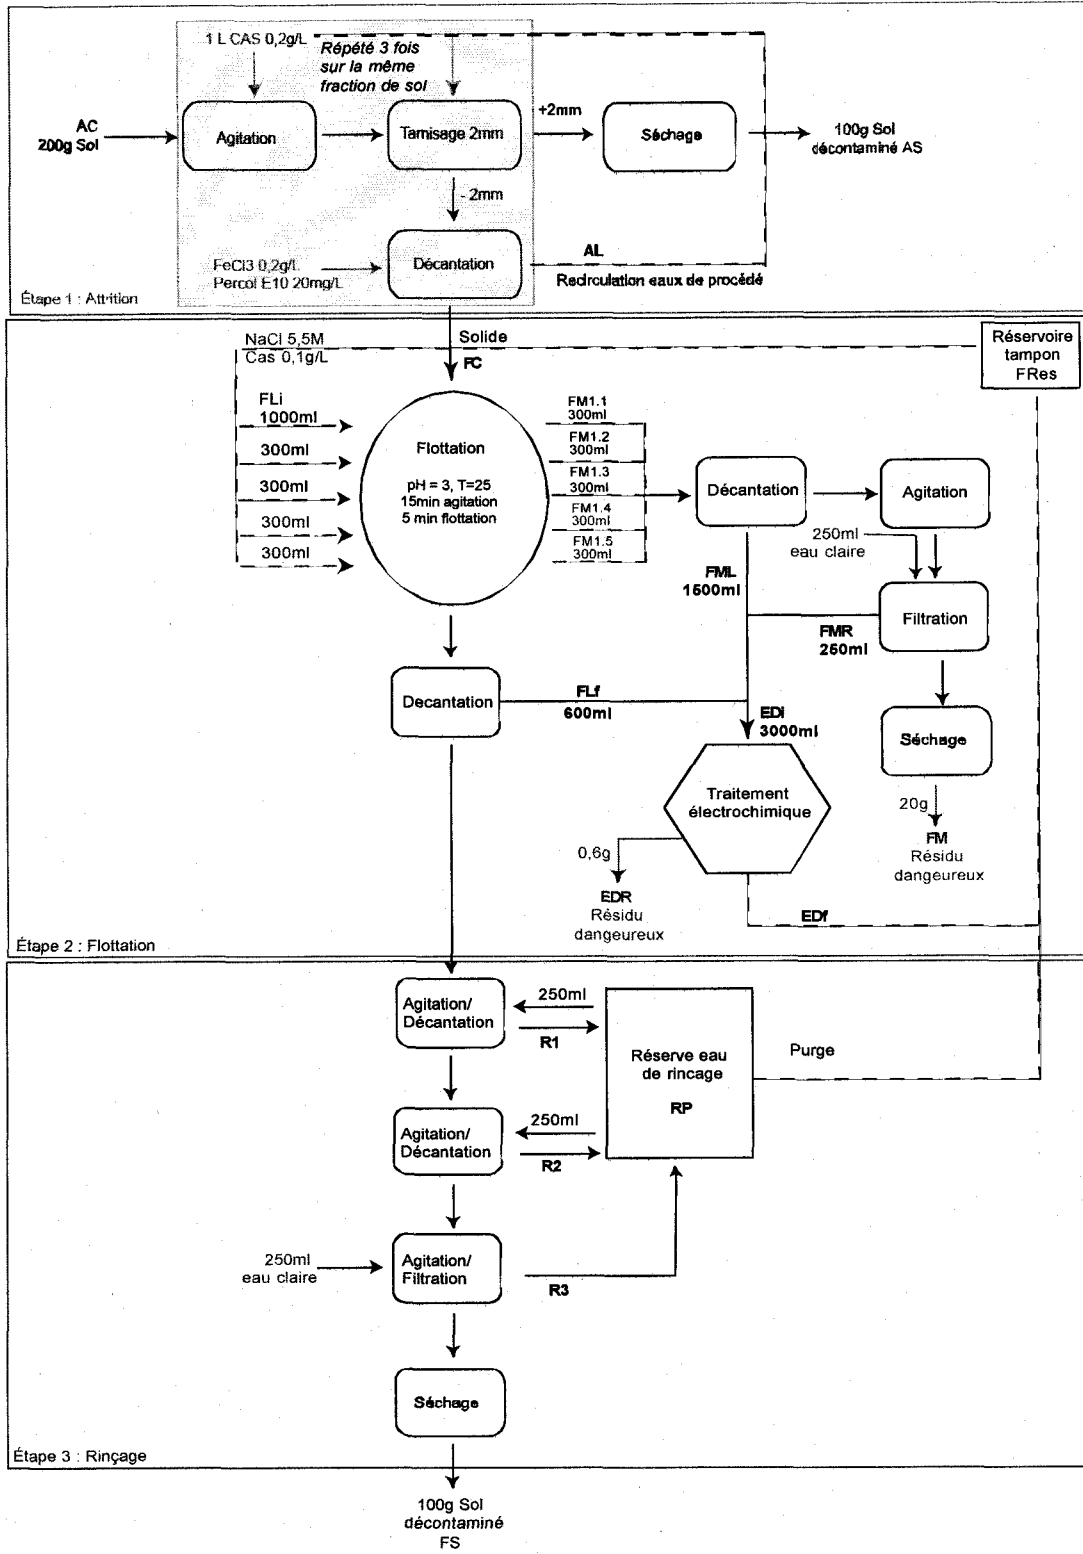 1 L CAS 0,2g/L
Répété 3 fois
sur la même
fraction de sol
AC
200g Sol
Agitation
Tamisage 2mm
+2mm
Séchage
100g Sol
décontaminé AS
- 2mm
FeCl3 0,2g/L
Percol E10 20mg/L
Décantation
AL
Recirculation eaux de procédé
Étape 1 : Attrition
NaCl 5,5M
Cas 0,1g/L
Solide
FC
Réservoire
tampon
FRes
FLi
1000ml
300ml
300ml
300ml
300ml
Flottation
pH = 3, T=25
15min agitation
5 min flottation
FM1.1
300ml
FM1.2
300ml
FM1.3
300ml
FM1.4
300ml
FM1.5
300ml
Décantation
Agitation
250ml
eau claire
FML
1500ml
Filtration
FMR
250ml
Decantation
FLf
600ml
EDi
3000ml
Séchage
Traitement
électrochimique
20g
FM
Résidu
dangeureux
0,6g
EDR
Résidu
dangeureux
EDf
Étape 2 : Flottation
Agitation/
Décantation
250ml
R1
Réserve eau
de rincage
RP
Purge
Agitation/
Décantation
250ml
R2
250ml
eau claire
Agitation/
Filtration
R3
Séchage
Étape 3 : Rinçage
100g Sol
décontaminé
FS